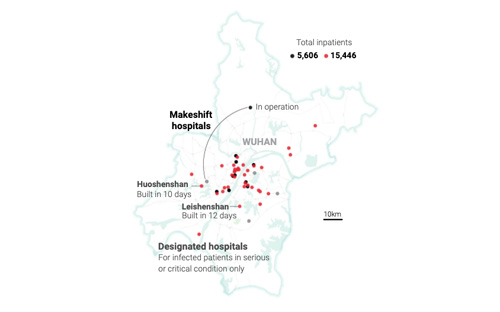 Total inpatients
5,606 15,446
In operation
Makeshift
hospitals
WUHAN
Huoshenshan
Built in 10 days
Leishenshan
Built in 12 days
10km
Designated hospitals
For infected patients in serious
or critical condition only